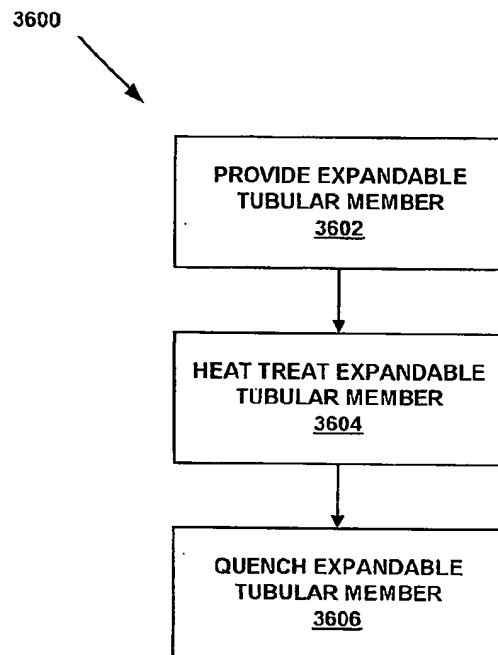 3600
PROVIDE EXPANDABLE
TUBULAR MEMBER
3602
HEAT TREAT EXPANDABLE
TUBULAR MEMBER
3604
QUENCH EXPANDABLE
TUBULAR MEMBER
3606